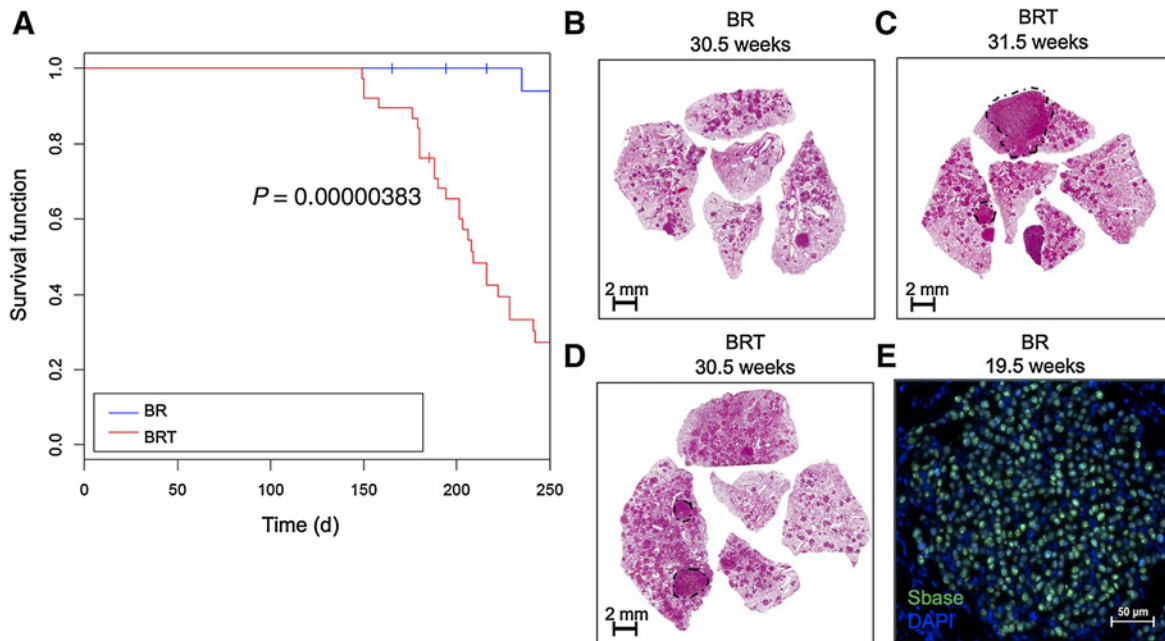 A
Survival function
1.0
0.8
0.6
0.4
0.2
0.0
P = 0.00000383
BR
BRT
0
50
100
150
200
250
Time (d)
B
BR
30.5 weeks
2 mm
C
BRT
31.5 weeks
2 mm
D
BRT
30.5 weeks
2 mm
E
BR
19.5 weeks
Sbase
DAPI
50 µm